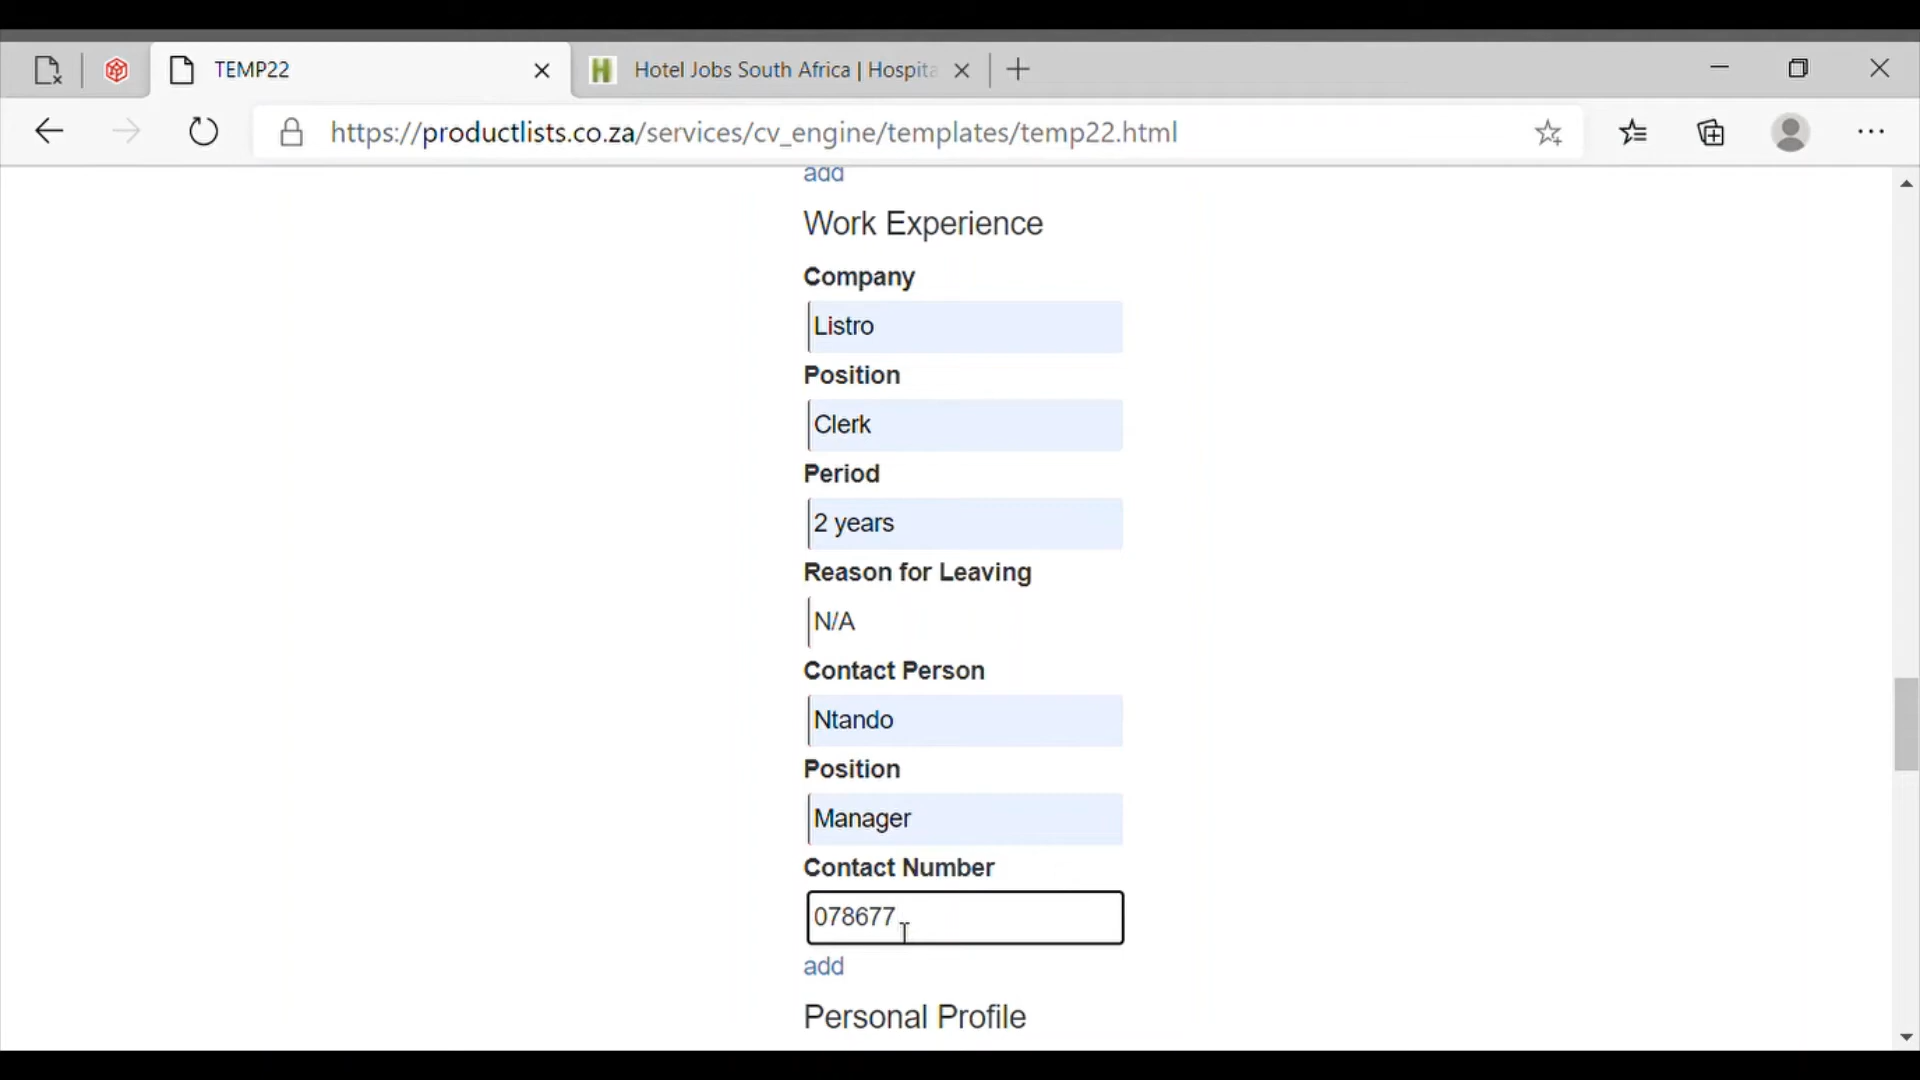 TEMP22
Hotel Jobs South Africa | Hospita
https://productlists.co.za/services/cv_engine/templates/temp22.html
add
Work Experience
Company
Listro
Position
Clerk
Period
2 years
Reason for Leaving
N/A
Contact Person
Ntando
Position
Manager
Contact Number
078677
add
Personal Profile